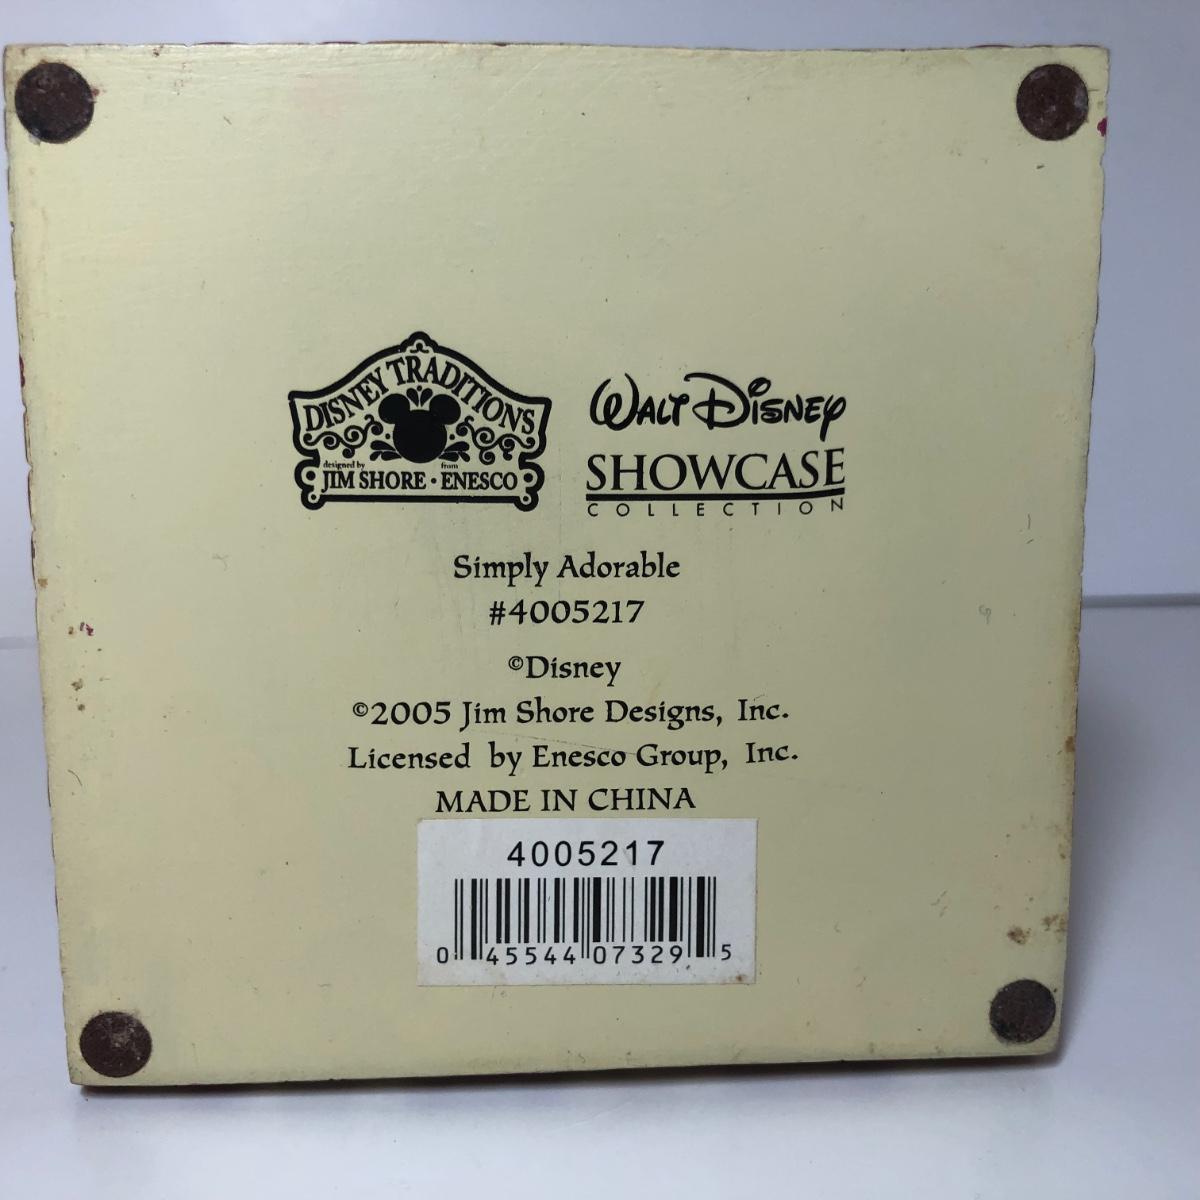 DISNEY TRADITIONS
designed by from
JIM SHORE • ENESCO
WALT DISNEY
SHOWCASE
COLLECTION
Simply Adorable
#4005217
©Disney
©2005 Jim Shore Designs, Inc.
Licensed by Enesco Group, Inc.
MADE IN CHINA
4005217
0 45544 07329 5